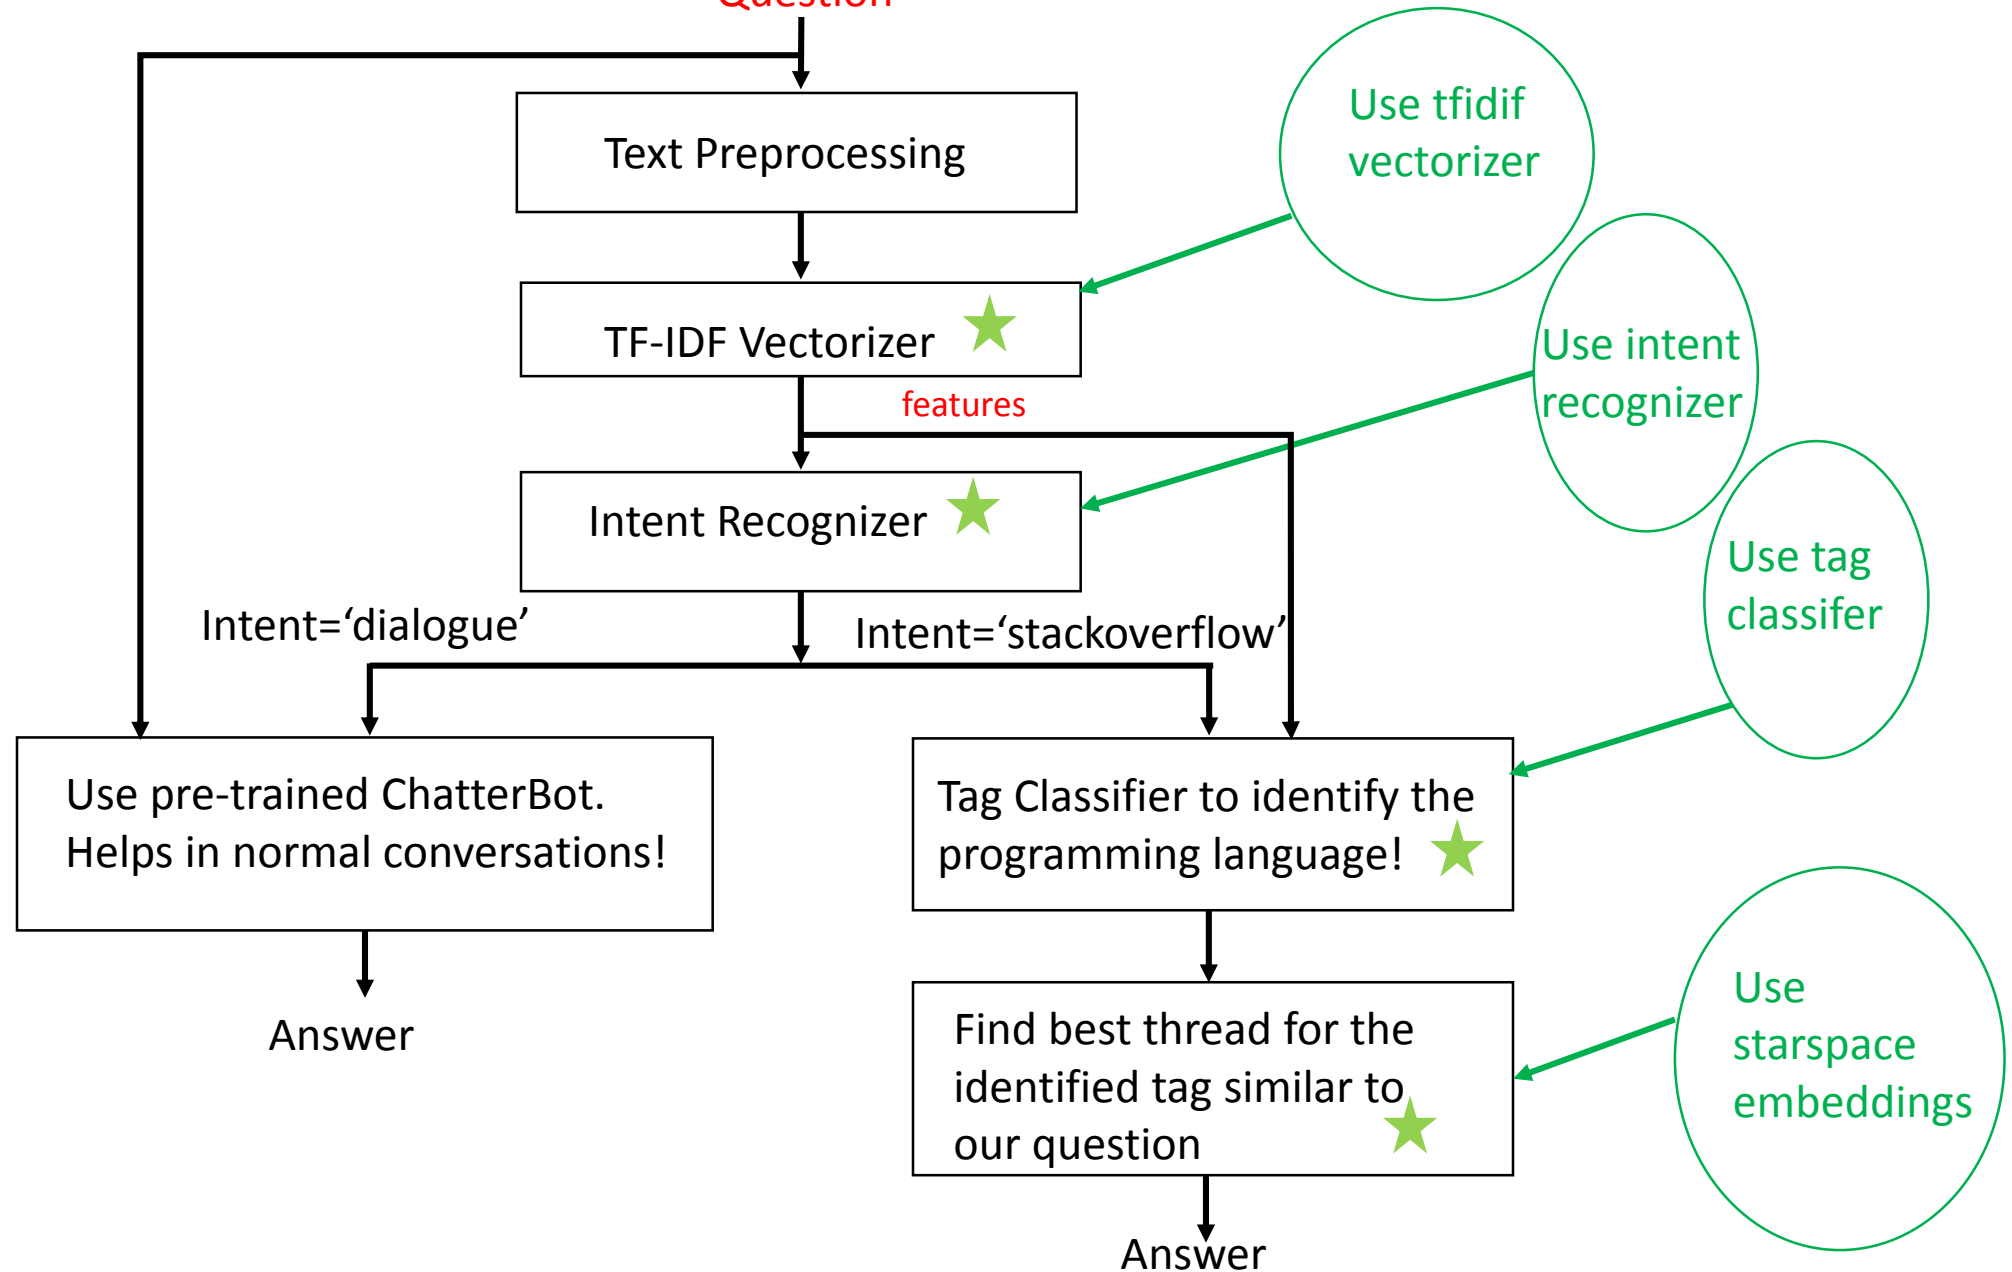 Question
Text Preprocessing
Use tfidif
vectorizer
TF-IDF Vectorizer
features
Use intent
recognizer
Intent Recognizer
Intent=‘dialogue’
Intent=‘stackoverflow’
Use tag
classifer
Use pre-trained ChatterBot.
Helps in normal conversations!
Tag Classifier to identify the
programming language!
Answer
Find best thread for the
identified tag similar to
our question
Use
starspace
embeddings
Answer